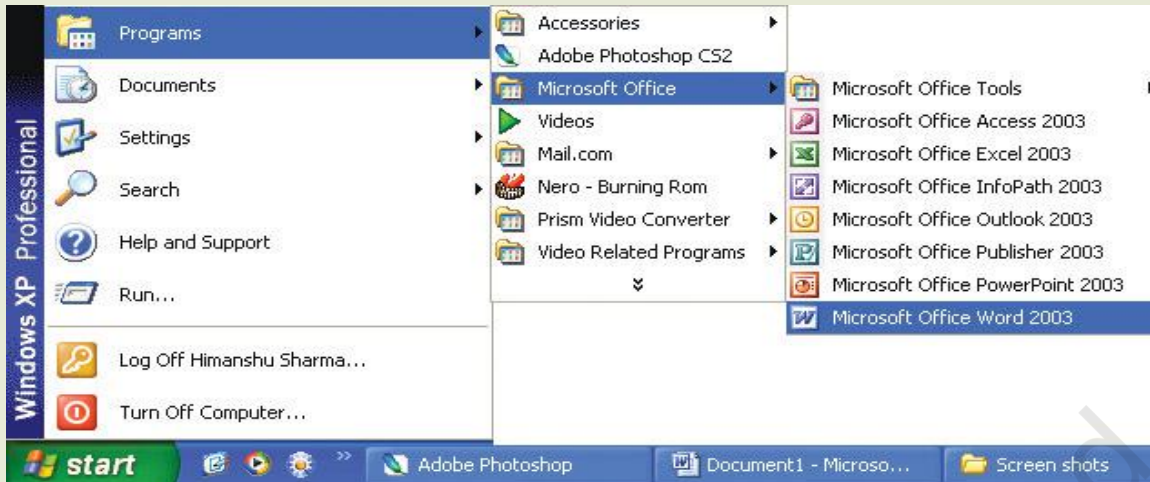 Windows XP Professional
Programs
Documents
Settings
Search
Help and Support
Run...
Log Off Himanshu Sharma...
Turn Off Computer...
Accessories
Adobe Photoshop CS2
Microsoft Office
Videos
Mail.com
Nero - Burning Rom
Prism Video Converter
Video Related Programs
Microsoft Office Tools
Microsoft Office Access 2003
Microsoft Office Excel 2003
Microsoft Office InfoPath 2003
Microsoft Office Outlook 2003
Microsoft Office Publisher 2003
Microsoft Office PowerPoint 2003
Microsoft Office Word 2003
start
Adobe Photoshop
Document1 - Microso...
Screen shots